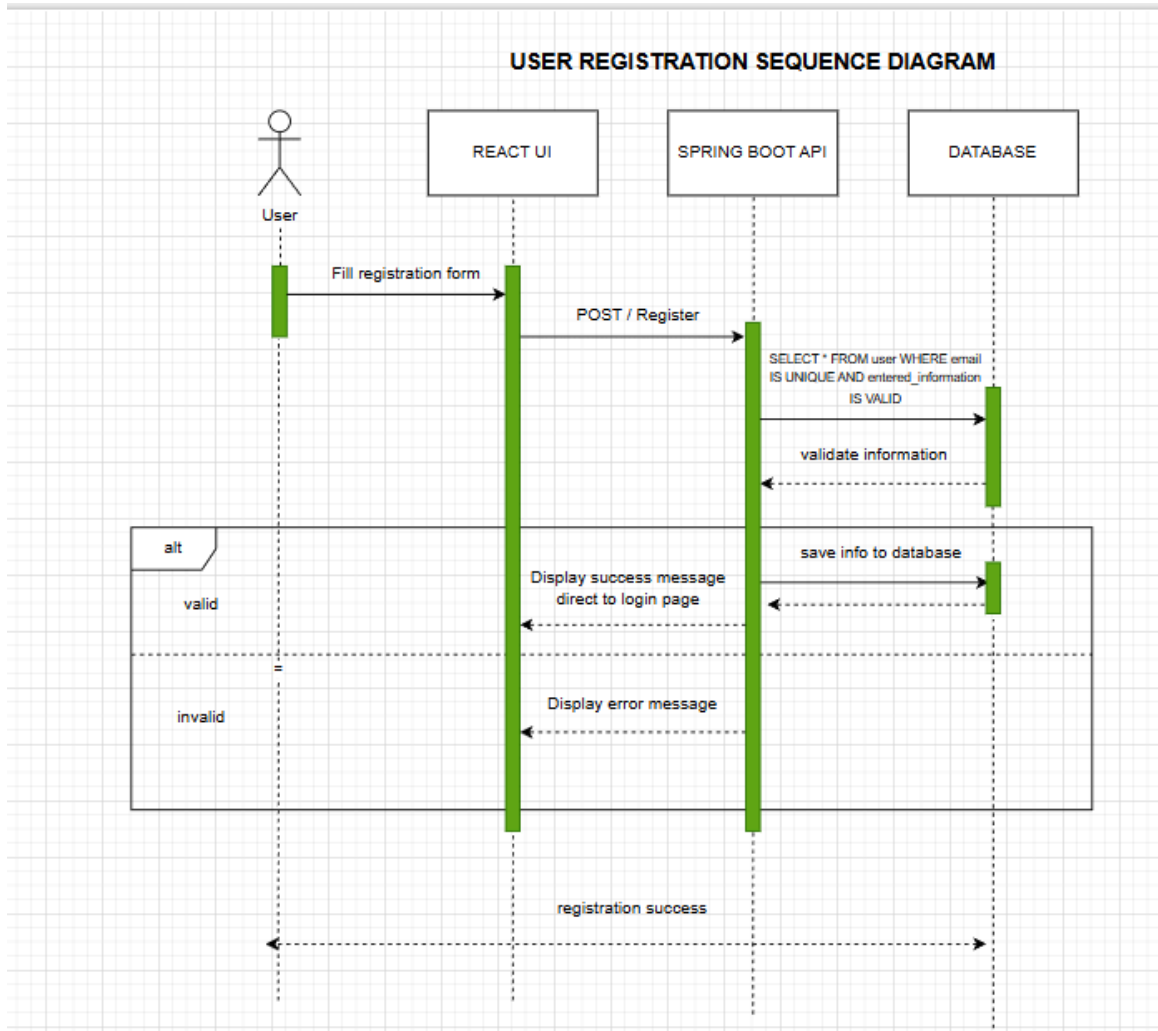 USER REGISTRATION SEQUENCE DIAGRAM
REACT UI
SPRING BOOT API
DATABASE
User
Fill registration form
POST / Register
SELECT * FROM user WHERE email
IS UNIQUE AND entered_information
IS VALID
validate information
alt
save info to database
Display success message
direct to login page
valid
=
Display error message
invalid
registration success